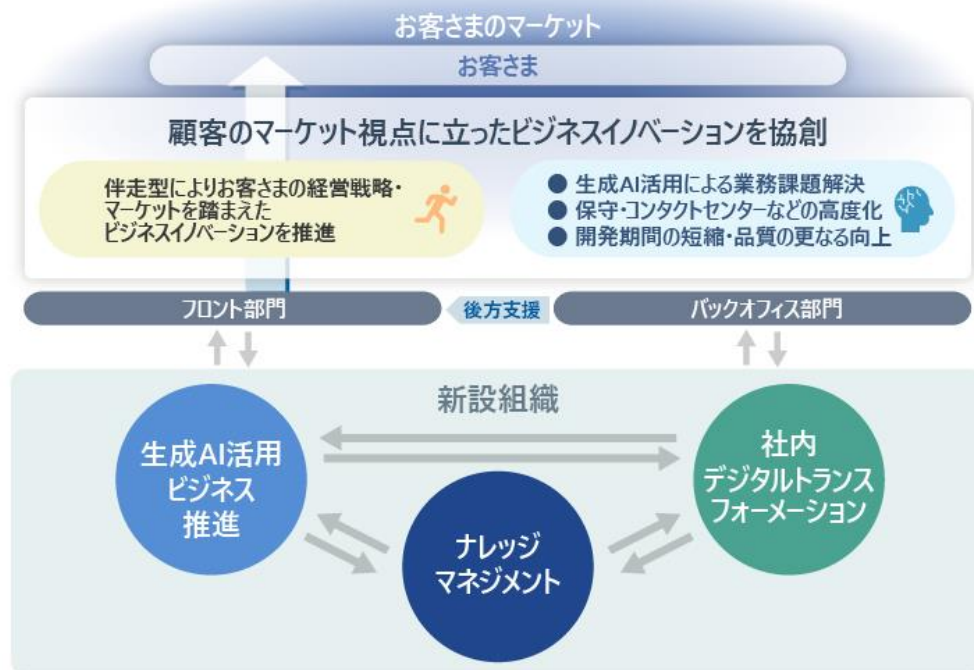 お客さまのマーケット
お客さま
顧客のマーケット視点に立ったビジネスイノベーションを協創
伴走型によりお客さまの経営戦略・
マーケットを踏まえた
ビジネスイノベーションを推進
● 生成AI活用による業務課題解決
● 保守・コンタクトセンターなどの高度化
● 開発期間の短縮・品質の更なる向上
フロント部門
後方支援
バックオフィス部門
新設組織
生成AI活用
ビジネス
推進
社内
デジタルトランス
フォーメーション
ナレッジ
マネジメント